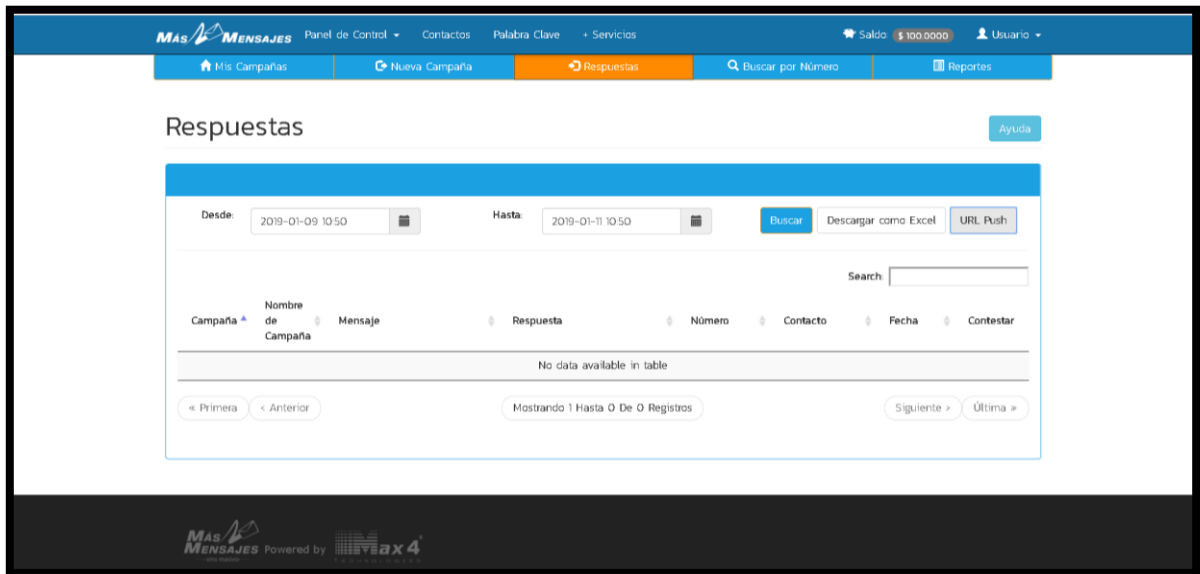 MÁS MENSAJES Panel de Control Contactos Palabra Clave + Servicios Saldo $ 100.0000 Usuario
Mis Campañas Nueva Campaña Respuestas Buscar por Número Reportes
Respuestas Ayuda
Desde: 2019-01-09 10:50 Hasta: 2019-01-11 10:50 Buscar Descargar como Excel URL Push
Search:
Campaña Nombre de Campaña Mensaje Respuesta Número Contacto Fecha Contestar
No data available in table
« Primera < Anterior Mostrando 1 Hasta 0 De 0 Registros Siguiente > Última »
MÁS MENSAJES Powered by Max4